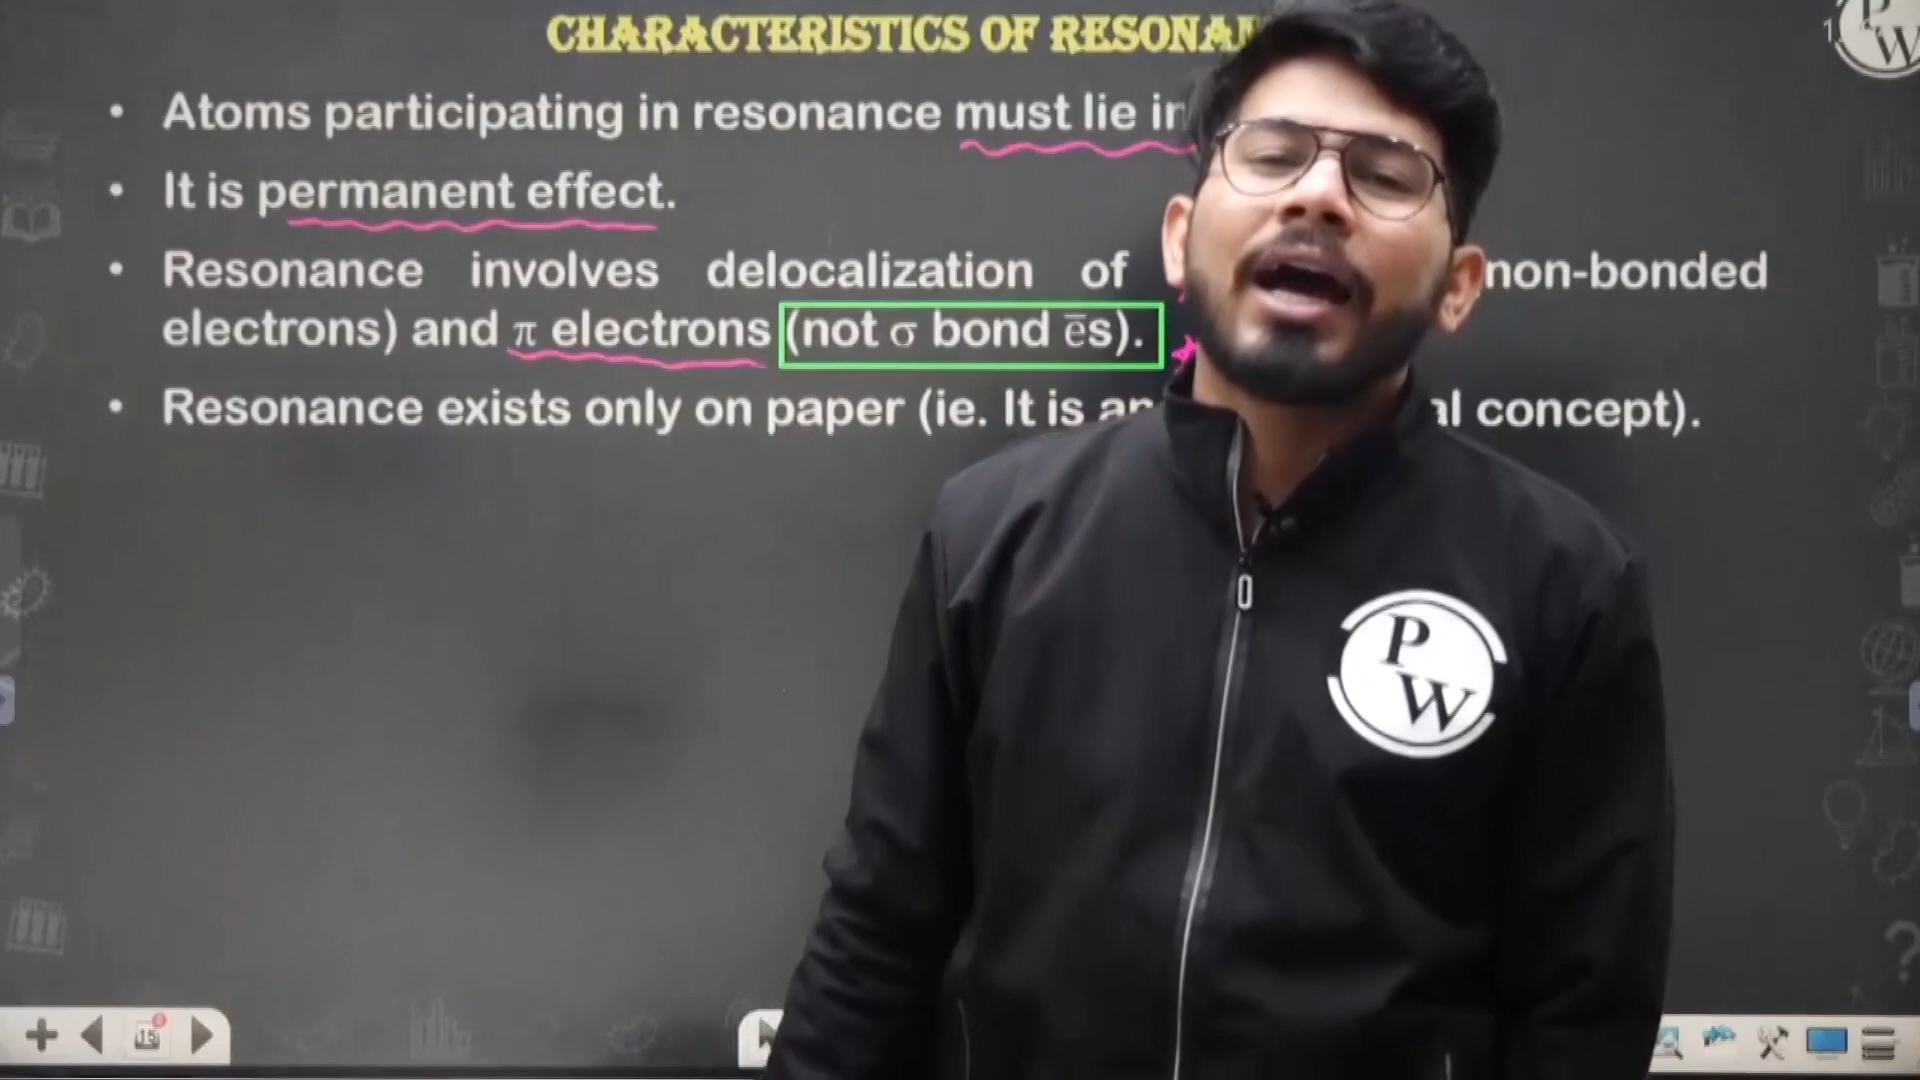 CHARACTERISTICS OF RESONAN
• Atoms participating in resonance must lie in
• It is permanent effect.
• Resonance involves delocalization of non-bonded
electrons) and π electrons (not σ bond e̅s).
• Resonance exists only on paper (ie. It is an al concept).
P
W
P
W
15